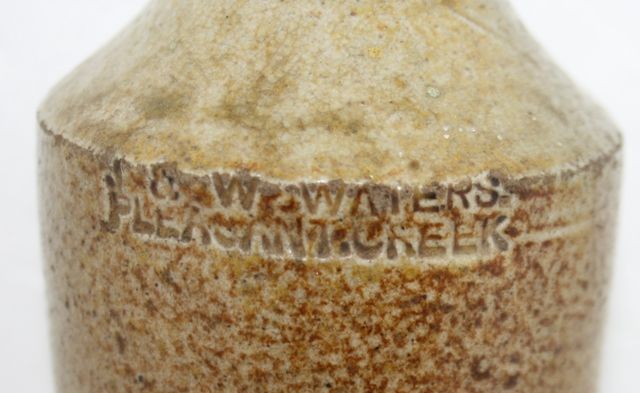 J. & W. WATERS.
PLEASANT. CREEK